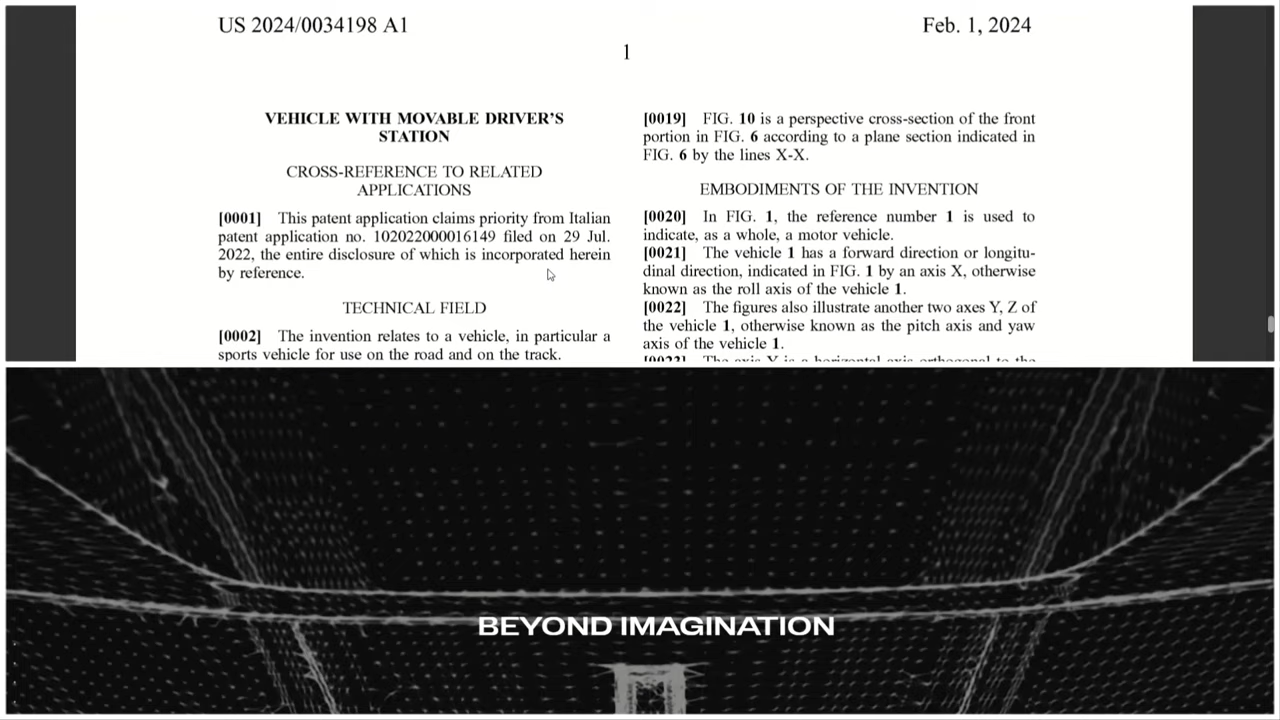 US 2024/0034198 A1
Feb. 1, 2024
1
VEHICLE WITH MOVABLE DRIVER'S
STATION
CROSS-REFERENCE TO RELATED
APPLICATIONS
[0001] This patent application claims priority from Italian
patent application no. 102022000016149 filed on 29 Jul.
2022, the entire disclosure of which is incorporated herein
by reference.
TECHNICAL FIELD
[0002] The invention relates to a vehicle, in particular a
sports vehicle for use on the road and on the track.
[0019] FIG. 10 is a perspective cross-section of the front
portion in FIG. 6 according to a plane section indicated in
FIG. 6 by the lines X-X.
EMBODIMENTS OF THE INVENTION
[0020] In FIG. 1, the reference number 1 is used to
indicate, as a whole, a motor vehicle.
[0021] The vehicle 1 has a forward direction or longitu-
dinal direction, indicated in FIG. 1 by an axis X, otherwise
known as the roll axis of the vehicle 1.
[0022] The figures also illustrate another two axes Y, Z of
the vehicle 1, otherwise known as the pitch axis and yaw
axis of the vehicle 1.
BEYOND IMAGINATION